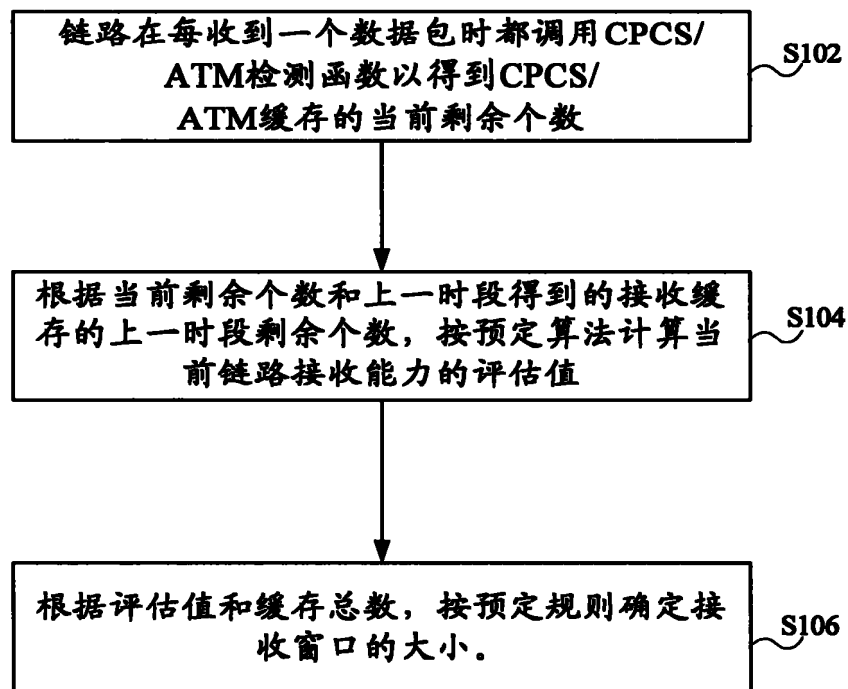 链路在每收到一个数据包时都调用CPCS/
ATM检测函数以得到CPCS/
ATM缓存的当前剩余个数
S102
根据当前剩余个数和上一时段得到的接收缓
存的上一时段剩余个数，按预定算法计算当
前链路接收能力的评估值
S104
根据评估值和缓存总数，按预定规则确定接
收窗口的大小。
S106